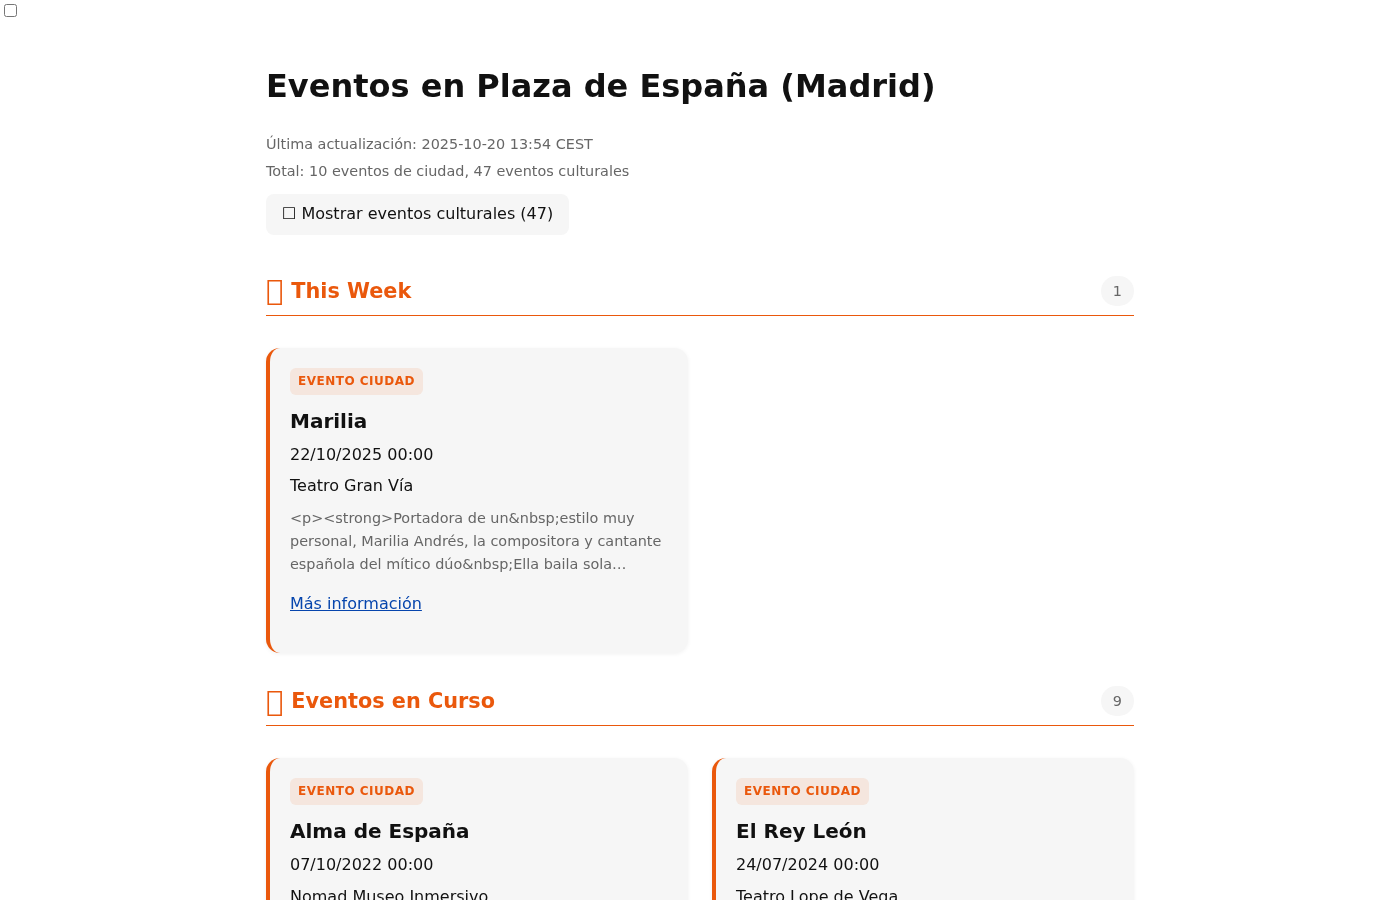 Eventos en Plaza de España (Madrid)
Última actualización: 2025-10-20 13:54 CEST
Total: 10 eventos de ciudad, 47 eventos culturales
☐ Mostrar eventos culturales (47)
This Week
1
EVENTO CIUDAD
Marilia
22/10/2025 00:00
Teatro Gran Vía
<p><strong>Portadora de un&nbsp;estilo muy
personal, Marilia Andrés, la compositora y cantante
española del mítico dúo&nbsp;Ella baila sola…
Más información
Eventos en Curso
9
EVENTO CIUDAD
Alma de España
07/10/2022 00:00
Nomad Museo Inmersivo
EVENTO CIUDAD
El Rey León
24/07/2024 00:00
Teatro Lope de Vega